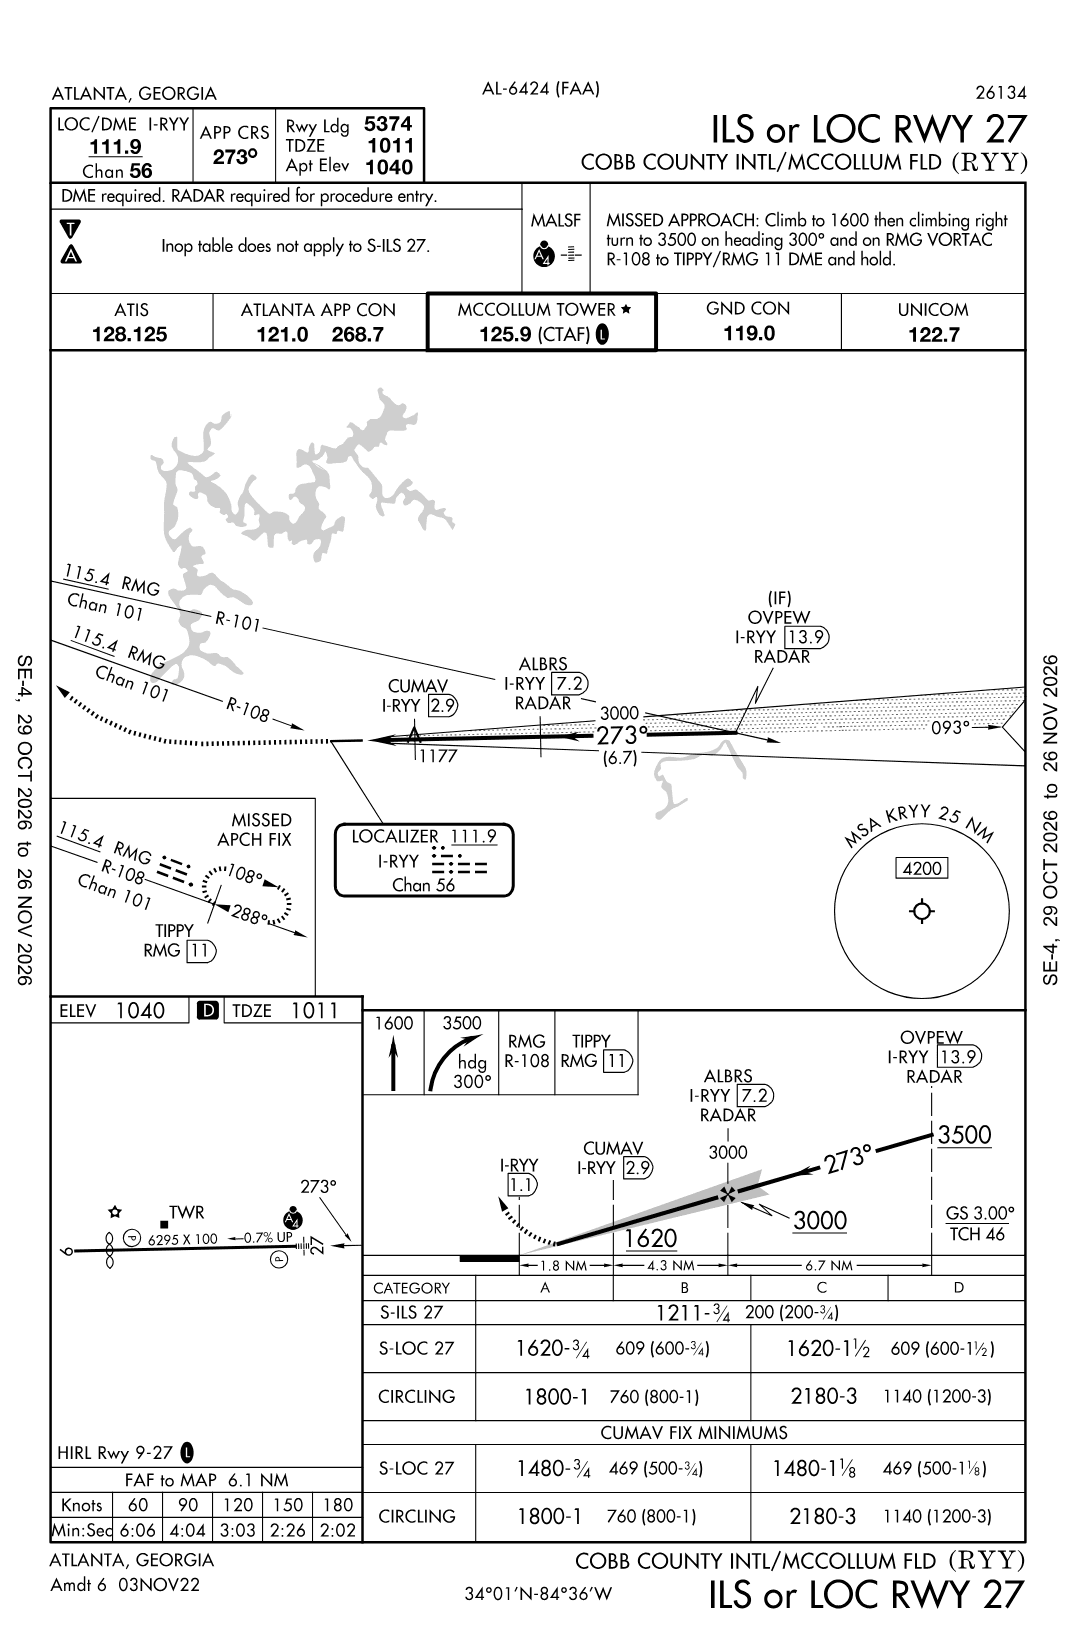 ATLANTA, GEORGIA
AL-6424 (FAA)
26134
LOC/DME I-RYY
111.9
Chan 56
APP CRS
273°
Rwy Ldg 5374
TDZE 1011
Apt Elev 1040
ILS or LOC RWY 27
COBB COUNTY INTL/MCCOLLUM FLD (RYY)
DME required. RADAR required for procedure entry.
T
A
Inop table does not apply to S-ILS 27.
MALSF
A4
MISSED APPROACH: Climb to 1600 then climbing right
turn to 3500 on heading 300° and on RMG VORTAC
R-108 to TIPPY/RMG 11 DME and hold.
ATIS
128.125
ATLANTA APP CON
121.0 268.7
MCCOLLUM TOWER
125.9 (CTAF) L
GND CON
119.0
UNICOM
122.7
115.4 RMG
Chan 101
R-101
115.4 RMG
Chan 101
R-108
(IF)
OVPEW
I-RYY 13.9
RADAR
ALBRS
I-RYY 7.2
RADAR
CUMAV
I-RYY 2.9
3000
273°
(6.7)
093°
1177
LOCALIZER 111.9
I-RYY
Chan 56
MISSED
APCH FIX
115.4 RMG
R-108
Chan 101
108°
288°
TIPPY
RMG 11
MSA KRYY 25 NM
4200
SE-4, 29 OCT 2026 to 26 NOV 2026
SE-4, 29 OCT 2026 to 26 NOV 2026
ELEV 1040
D
TDZE 1011
TWR
A4
273°
9
6295 X 100
0.7% UP
27
P
P
HIRL Rwy 9-27 L
FAF to MAP 6.1 NM
Knots 60 90 120 150 180
Min:Sec 6:06 4:04 3:03 2:26 2:02
1600
3500
hdg
300°
RMG
R-108
TIPPY
RMG 11
OVPEW
I-RYY 13.9
RADAR
ALBRS
I-RYY 7.2
RADAR
CUMAV
I-RYY 2.9
I-RYY
1.1
3000
273°
3500
3000
1620
GS 3.00°
TCH 46
1.8 NM
4.3 NM
6.7 NM
CATEGORY A B C D
S-ILS 27 1211-¾ 200 (200-¾)
S-LOC 27 1620-¾ 609 (600-¾) 1620-1½ 609 (600-1½)
CIRCLING 1800-1 760 (800-1) 2180-3 1140 (1200-3)
CUMAV FIX MINIMUMS
S-LOC 27 1480-¾ 469 (500-¾) 1480-1⅛ 469 (500-1⅛)
CIRCLING 1800-1 760 (800-1) 2180-3 1140 (1200-3)
ATLANTA, GEORGIA
Amdt 6 03NOV22
34°01'N-84°36'W
COBB COUNTY INTL/MCCOLLUM FLD (RYY)
ILS or LOC RWY 27